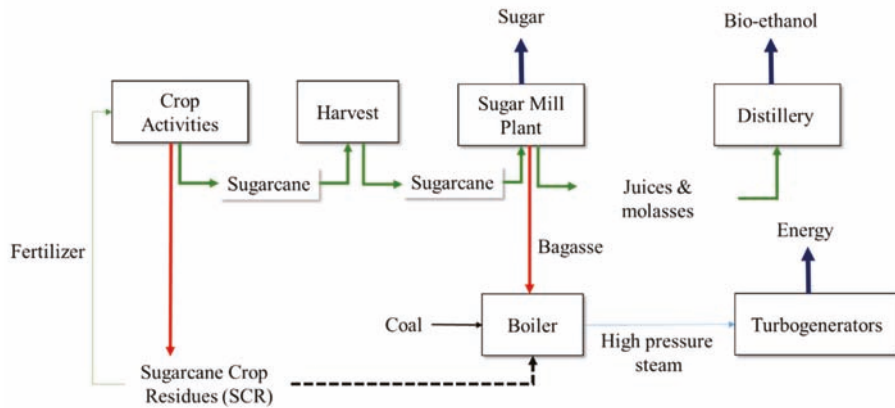 Sugar
Bio-ethanol
Crop
Activities
Harvest
Sugar Mill
Plant
Distillery
Sugarcane
Sugarcane
Juices &
molasses
Fertilizer
Bagasse
Energy
Coal
Boiler
High pressure
steam
Turbogenerators
Sugarcane Crop
Residues (SCR)